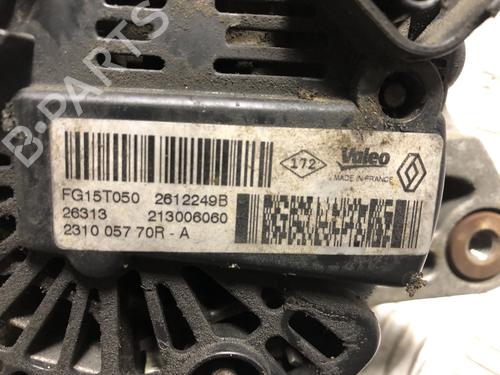 B-PARTS
172
Valeo
MADE IN FRANCE
FG15T050 2612249B
26313 213006060
2310 057 70R - A